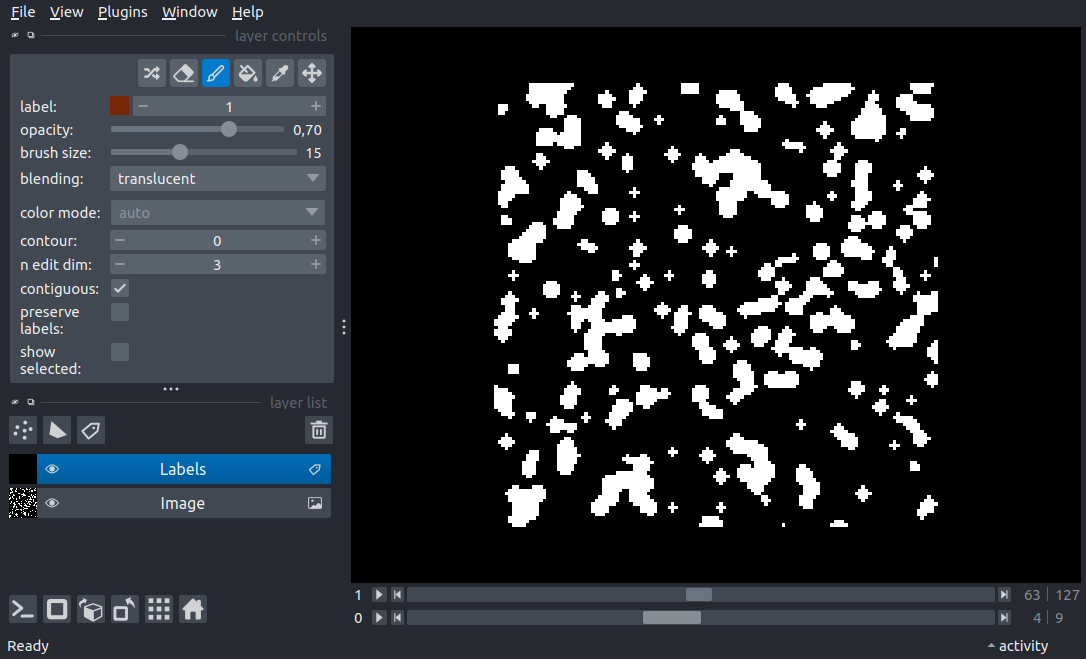 File View Plugins Window Help
layer controls
label: 1
opacity: 0,70
brush size: 15
blending: translucent
color mode: auto
contour: 0
n edit dim: 3
contiguous:
preserve
labels:
show
selected:
layer list
Labels
Image
1 63 127
0 4 9
Ready activity